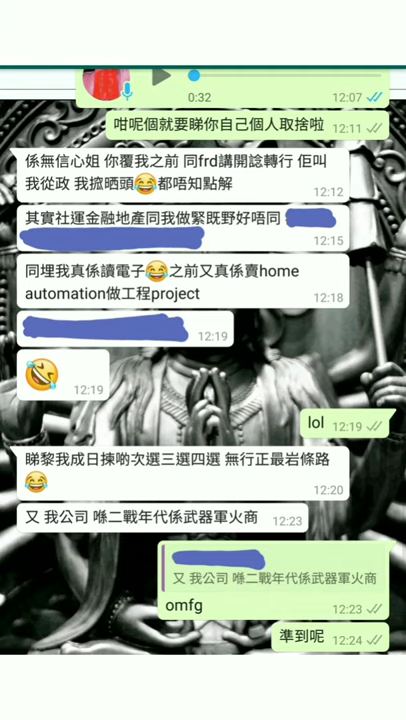 0:32
12:07
咁呢個就要睇你自己個人取捨啦
12:11
係無信心姐 你覆我之前 同frd講開諗轉行 佢叫
我從政 我搲晒頭😂都唔知點解
12:12
其實社運金融地產同我做緊既野好唔同
12:15
同埋我真係讀電子😂之前又真係賣home
automation做工程project
12:18
12:19
🤣
12:19
lol
12:19
睇黎我成日揀啲次選三選四選 無行正最岩條路
😂
12:20
又 我公司 喺二戰年代係武器軍火商
12:23
又 我公司 喺二戰年代係武器軍火商
omfg
12:23
準到呢
12:24